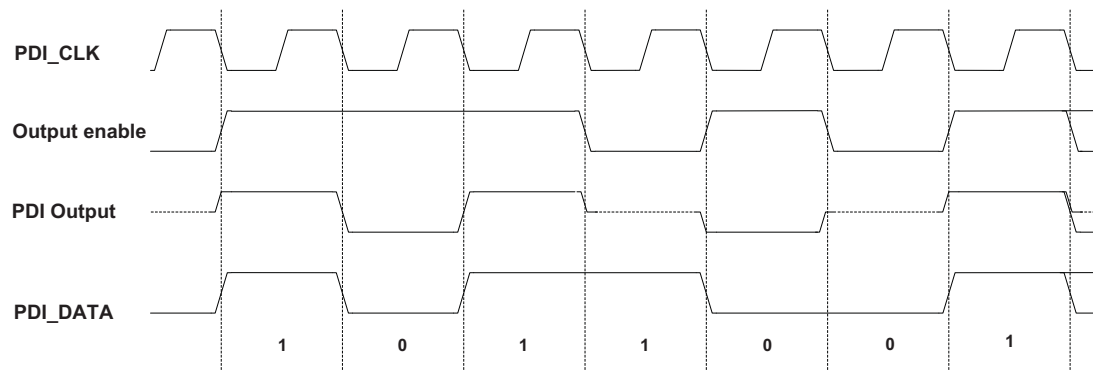 PDI_CLK
Output enable
PDI Output
PDI_DATA
1 0 1 1 0 0 1